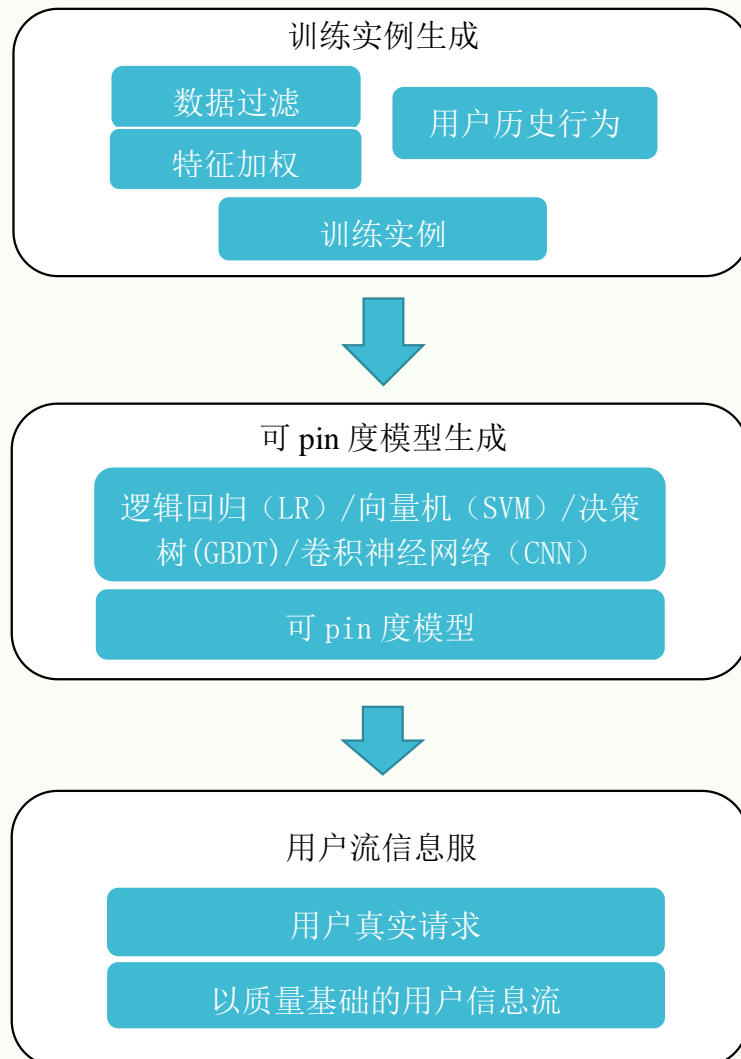 训练实例生成
数据过滤
用户历史行为
特征加权
训练实例
可 pin 度模型生成
逻辑回归（LR）/向量机（SVM）/决策
树(GBDT)/卷积神经网络（CNN）
可 pin 度模型
用户流信息服
用户真实请求
以质量基础的用户信息流